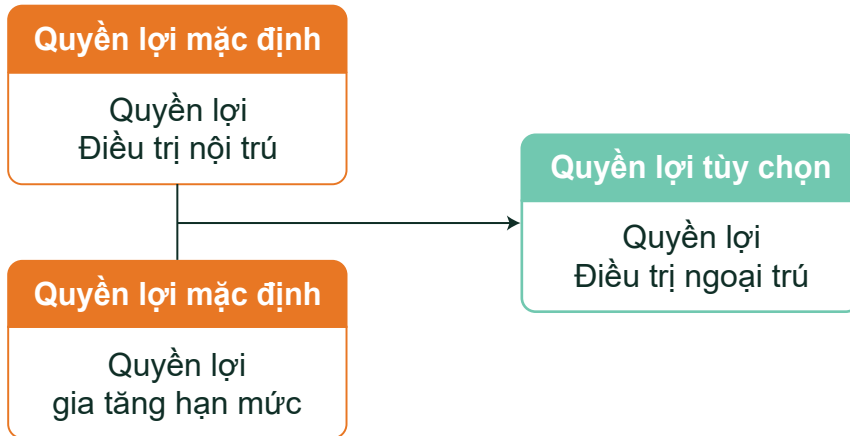 Quyền lợi mặc định
Quyền lợi
Điều trị nội trú
Quyền lợi tùy chọn
Quyền lợi
Điều trị ngoại trú
Quyền lợi mặc định
Quyền lợi
gia tăng hạn mức